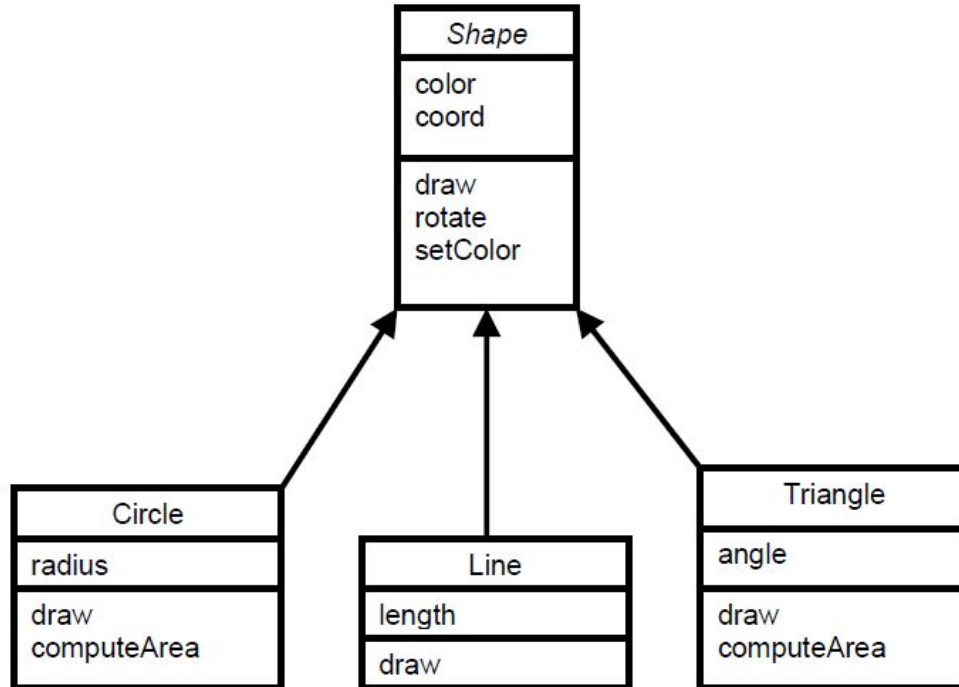 Shape
color
coord
draw
rotate
setColor
Circle
radius
draw
computeArea
Line
length
draw
Triangle
angle
draw
computeArea